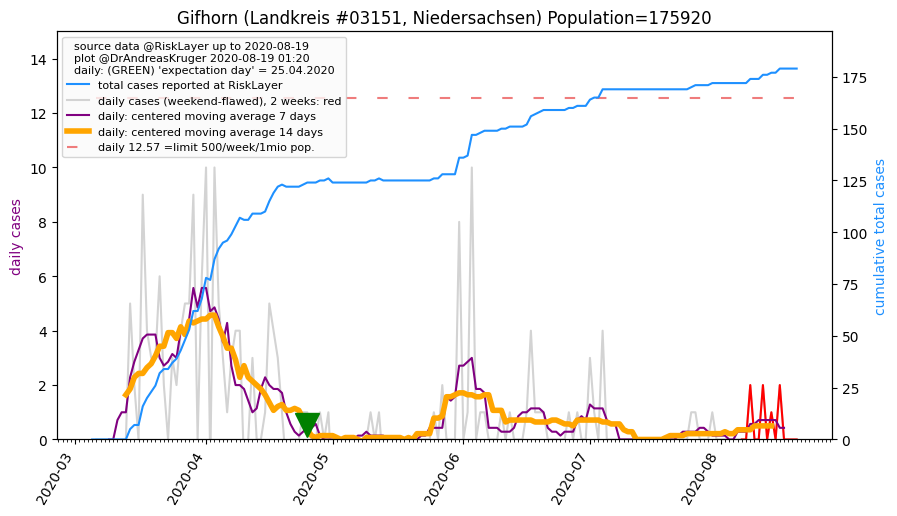 Gifhorn (Landkreis #03151, Niedersachsen) Population=175920
source data @RiskLayer up to 2020-08-19
plot @DrAndreasKruger 2020-08-19 01:20
daily: (GREEN) 'expectation day' = 25.04.2020
total cases reported at RiskLayer
daily cases (weekend-flawed), 2 weeks: red
daily: centered moving average 7 days
daily: centered moving average 14 days
daily 12.57 =limit 500/week/1mio pop.
daily cases
14
12
10
8
6
4
2
0
cumulative total cases
175
150
125
100
75
50
25
0
2020-03
2020-04
2020-05
2020-06
2020-07
2020-08